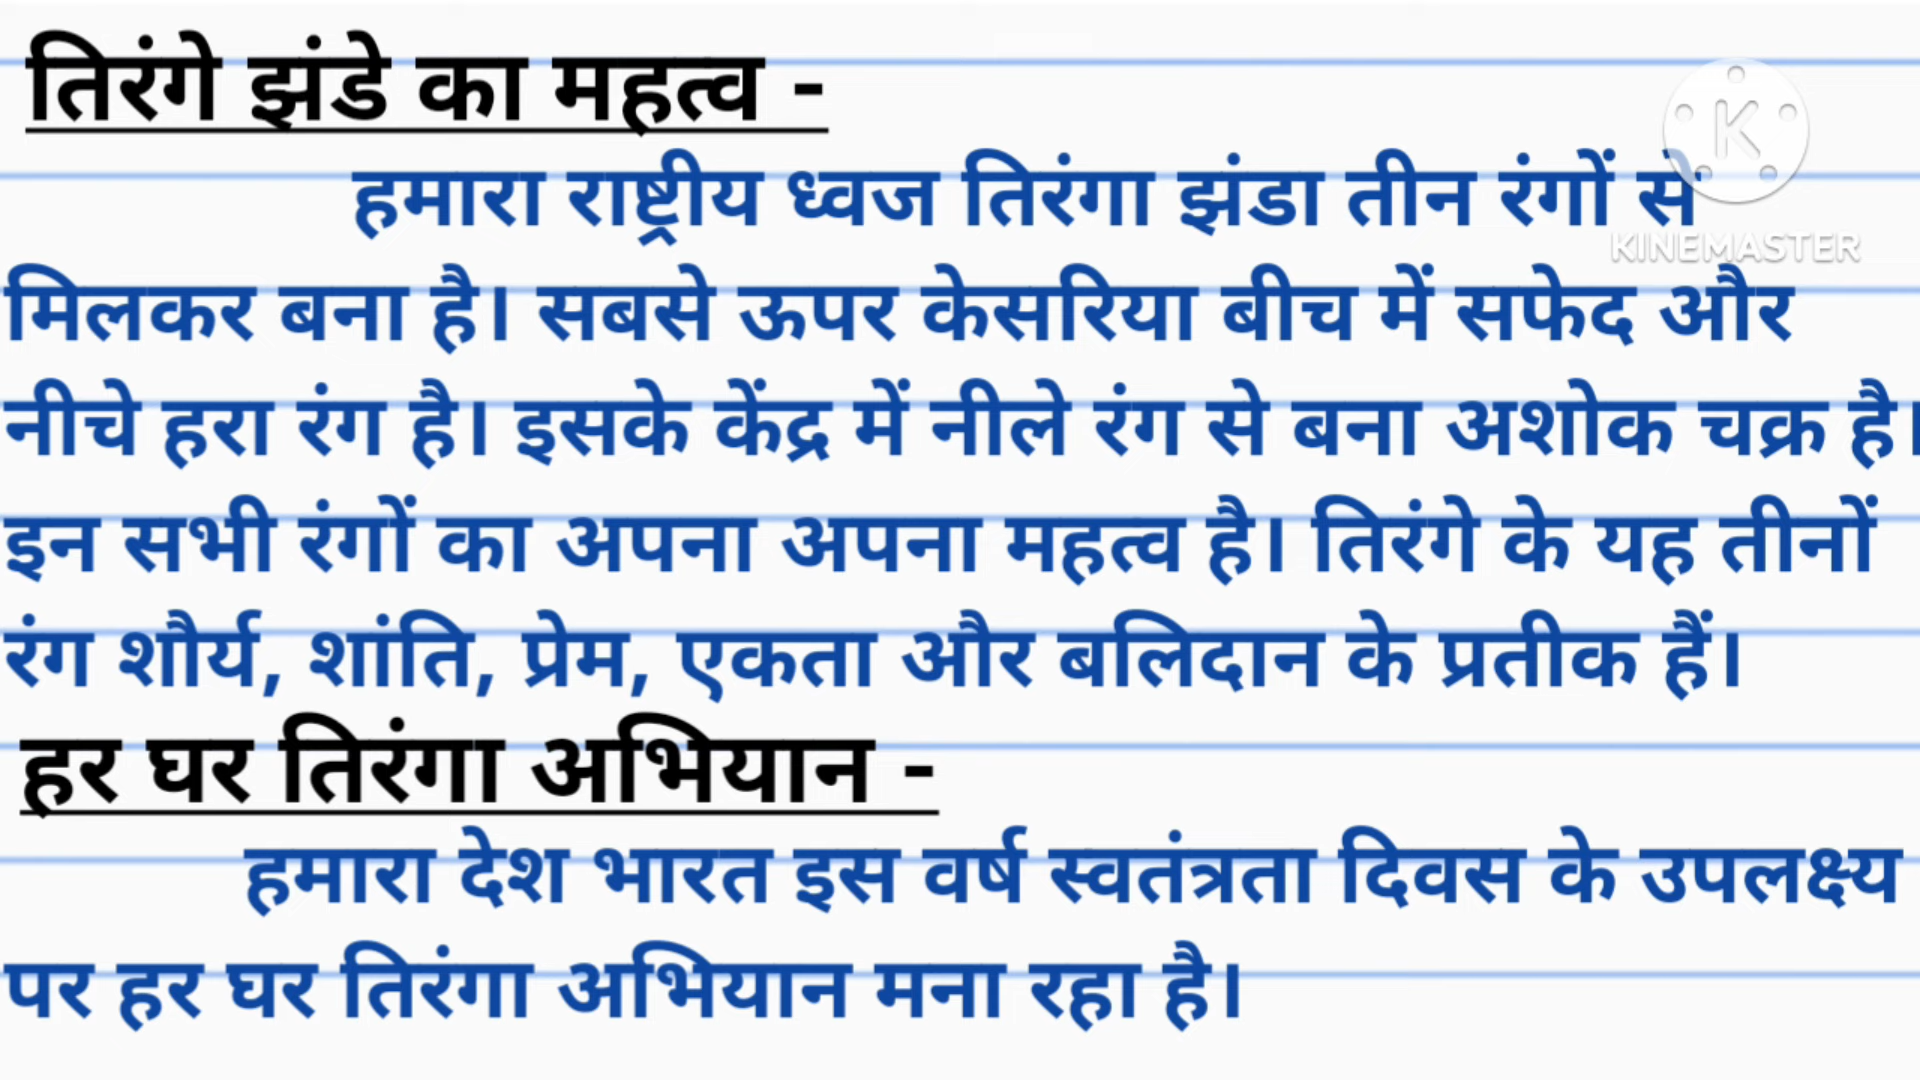 तिरंगे झंडे का महत्व -
हमारा राष्ट्रीय ध्वज तिरंगा झंडा तीन रंगों से
मिलकर बना है। सबसे ऊपर केसरिया बीच में सफेद और
नीचे हरा रंग है। इसके केंद्र में नीले रंग से बना अशोक चक्र है।
इन सभी रंगों का अपना अपना महत्व है। तिरंगे के यह तीनों
रंग शौर्य, शांति, प्रेम, एकता और बलिदान के प्रतीक हैं।
हर घर तिरंगा अभियान -
हमारा देश भारत इस वर्ष स्वतंत्रता दिवस के उपलक्ष्य
पर हर घर तिरंगा अभियान मना रहा है।
K
KINEMASTER